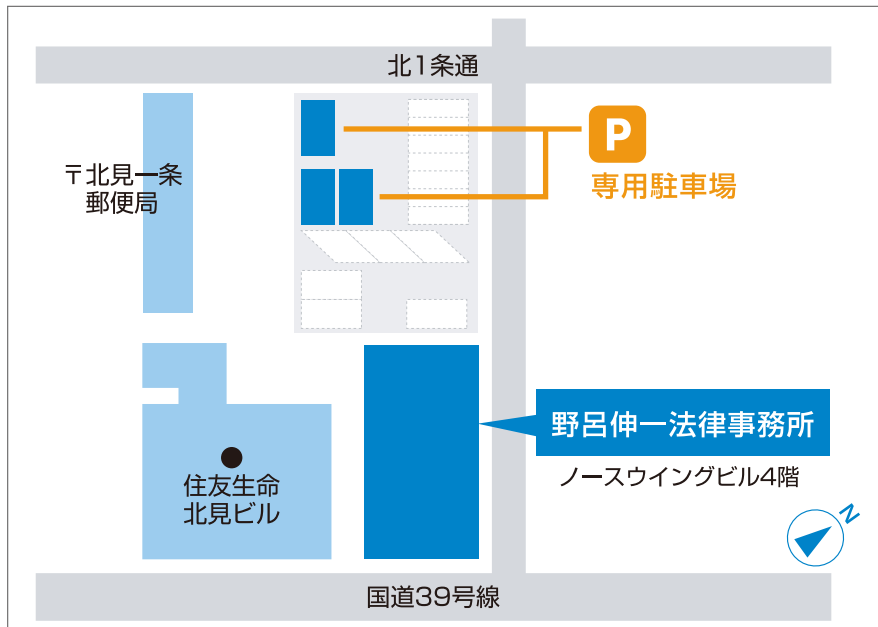 北1条通
P
専用駐車場
〒北見一条
郵便局
野呂伸一法律事務所
ノースウイングビル4階
住友生命
北見ビル
N
国道39号線